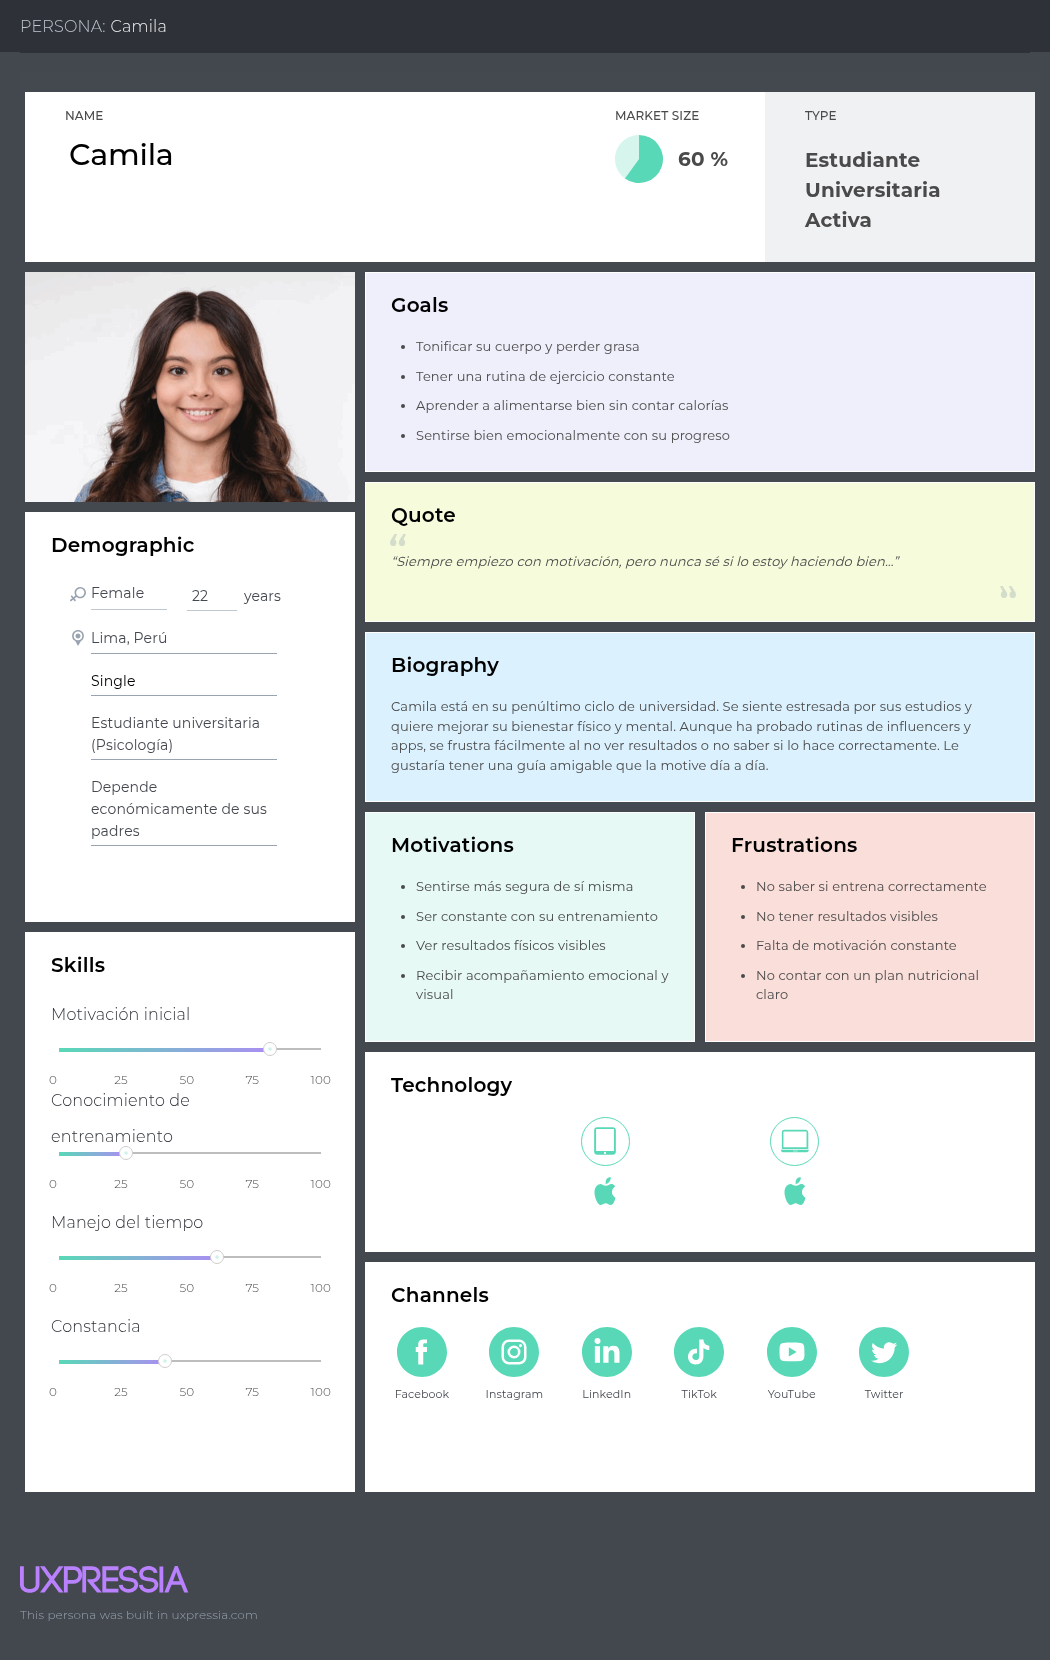 PERSONA: Camila
NAME
Camila
MARKET SIZE
60 %
TYPE
Estudiante
Universitaria
Activa
Goals
Tonificar su cuerpo y perder grasa
Tener una rutina de ejercicio constante
Aprender a alimentarse bien sin contar calorías
Sentirse bien emocionalmente con su progreso
Quote
“
“Siempre empiezo con motivación, pero nunca sé si lo estoy haciendo bien...”
”
Demographic
Female
22 years
Lima, Perú
Single
Estudiante universitaria
(Psicología)
Depende
económicamente de sus
padres
Biography
Camila está en su penúltimo ciclo de universidad. Se siente estresada por sus estudios y
quiere mejorar su bienestar físico y mental. Aunque ha probado rutinas de influencers y
apps, se frustra fácilmente al no ver resultados o no saber si lo hace correctamente. Le
gustaría tener una guía amigable que la motive día a día.
Motivations
Sentirse más segura de sí misma
Ser constante con su entrenamiento
Ver resultados físicos visibles
Recibir acompañamiento emocional y
visual
Frustrations
No saber si entrena correctamente
No tener resultados visibles
Falta de motivación constante
No contar con un plan nutricional
claro
Skills
Motivación inicial
0 25 50 75 100
Conocimiento de
entrenamiento
0 25 50 75 100
Manejo del tiempo
0 25 50 75 100
Constancia
0 25 50 75 100
Technology
Channels
Facebook Instagram LinkedIn TikTok YouTube Twitter
UXPRESSIA
This persona was built in uxpressia.com